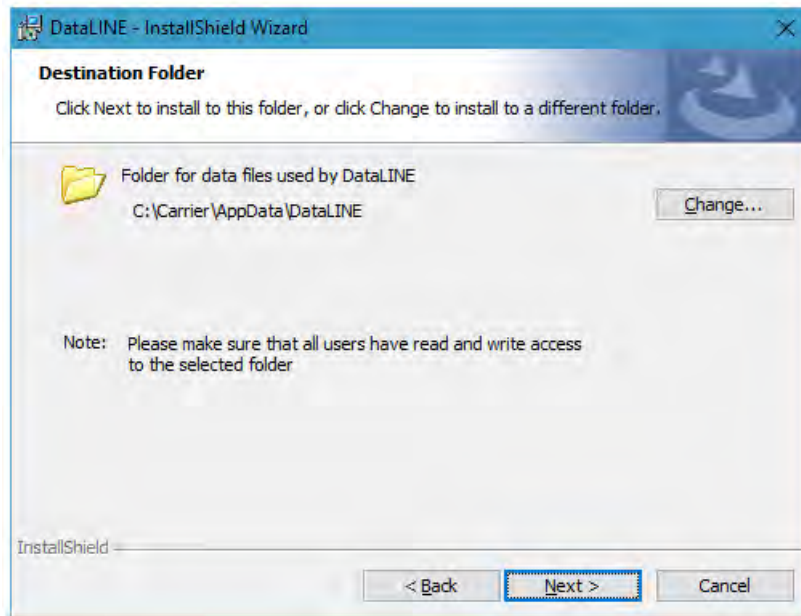 DataLINE - InstallShield Wizard
Destination Folder
Click Next to install to this folder, or click Change to install to a different folder.
Folder for data files used by DataLINE
C:\Carrier\AppData\DataLINE
Change...
Note: Please make sure that all users have read and write access
to the selected folder
InstallShield
< Back
Next >
Cancel